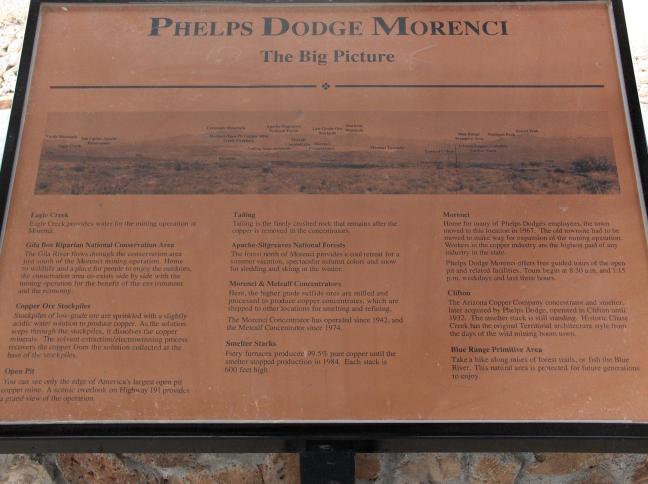 PHELPS DODGE MORENCI
The Big Picture
Eagle Creek
Eagle Creek provides water for the mining operation at
Morenci.
Gila Box Riparian National Conservation Area
The Gila River flows through the conservation area
just south of the Morenci mining operation. Home
to wildlife and a place for people to enjoy the outdoors,
the conservation area co-exists side by side with the
mining operation for the benefit of the environment
and the economy.
Copper Ore Stockpiles
Stockpiles of low-grade ore are sprinkled with a slightly
acidic water solution to produce copper. As the solution
seeps through the stockpiles, it dissolves the copper
minerals. The solvent extraction/electrowinning process
recovers the copper from the solution collected at the
base of the stockpiles.
Open Pit
You can see only the edge of America's largest open pit
copper mine. A scenic overlook on Highway 191 provides
a grand view of the operation.
Tailing
Tailing is the finely crushed rock that remains after the
copper is removed in the concentrators.
Apache-Sitgreaves National Forests
The forest north of Morenci provides a cool retreat for a
summer vacation, spectacular autumn colors and snow
for sledding and skiing in the winter.
Morenci & Metcalf Concentrators
Here, the higher grade sulfide ores are milled and
processed to produce copper concentrates, which are
shipped to other locations for smelting and refining.
The Morenci Concentrator has operated since 1942, and
the Metcalf Concentrator since 1974.
Smelter Stacks
Fiery furnaces produced 99.5% pure copper until the
smelter stopped production in 1984. Each stack is
600 feet high.
Morenci
Home for many of Phelps Dodge's employees, the town
moved to this location in 1967. The old townsite had to be
moved to make way for expansion of the mining operation.
Workers in the copper industry are the highest paid of any
industry in the state.
Phelps Dodge Morenci offers free guided tours of the open
pit and related facilities. Tours begin at 8:30 a.m. and 1:15
p.m. weekdays and last three hours.
Clifton
The Arizona Copper Company concentrator and smelter,
later acquired by Phelps Dodge, operated in Clifton until
1932. The smelter stack is still standing. Historic Chase
Creek has the original Territorial architecture style from
the days of the wild mining boom town.
Blue Range Primitive Area
Take a hike along miles of forest trails, or fish the Blue
River. This natural area is protected for future generations
to enjoy.